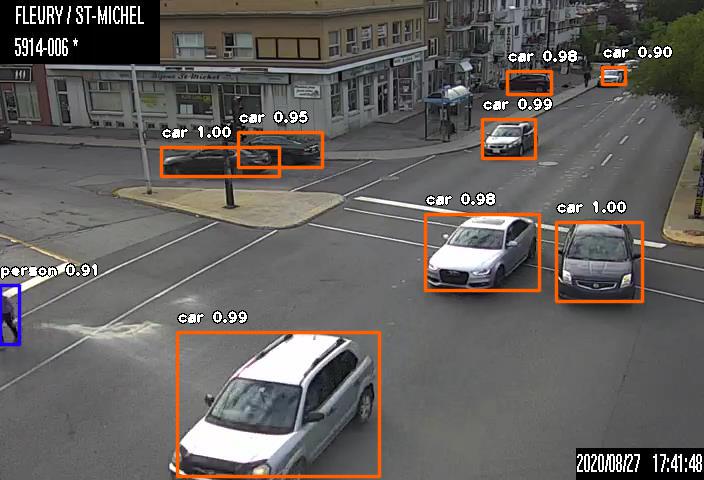 FLEURY / ST-MICHEL
5914-006 *
car 0.98
car 0.90
car 0.99
car 0.95
car 1.00
car 0.98
car 1.00
person 0.91
car 0.99
2020/08/27 17:41:48